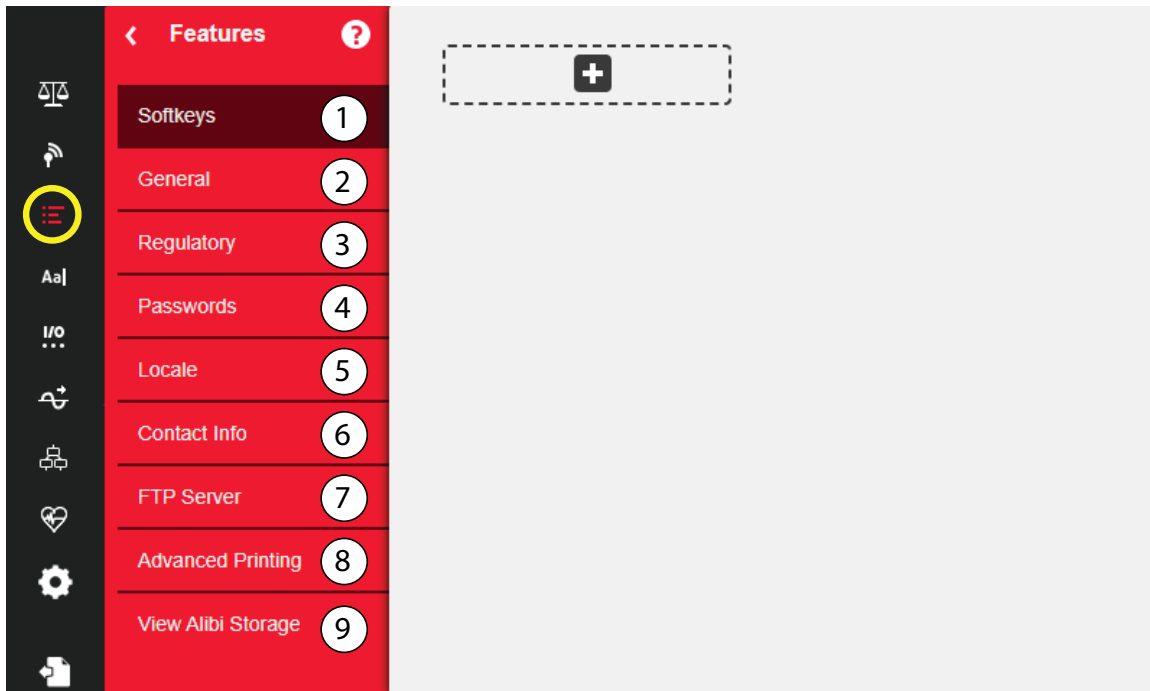 Features
?
Softkeys 1
General 2
Regulatory 3
Aa
Passwords 4
I/O
Locale 5
Contact Info 6
FTP Server 7
Advanced Printing 8
View Alibi Storage 9